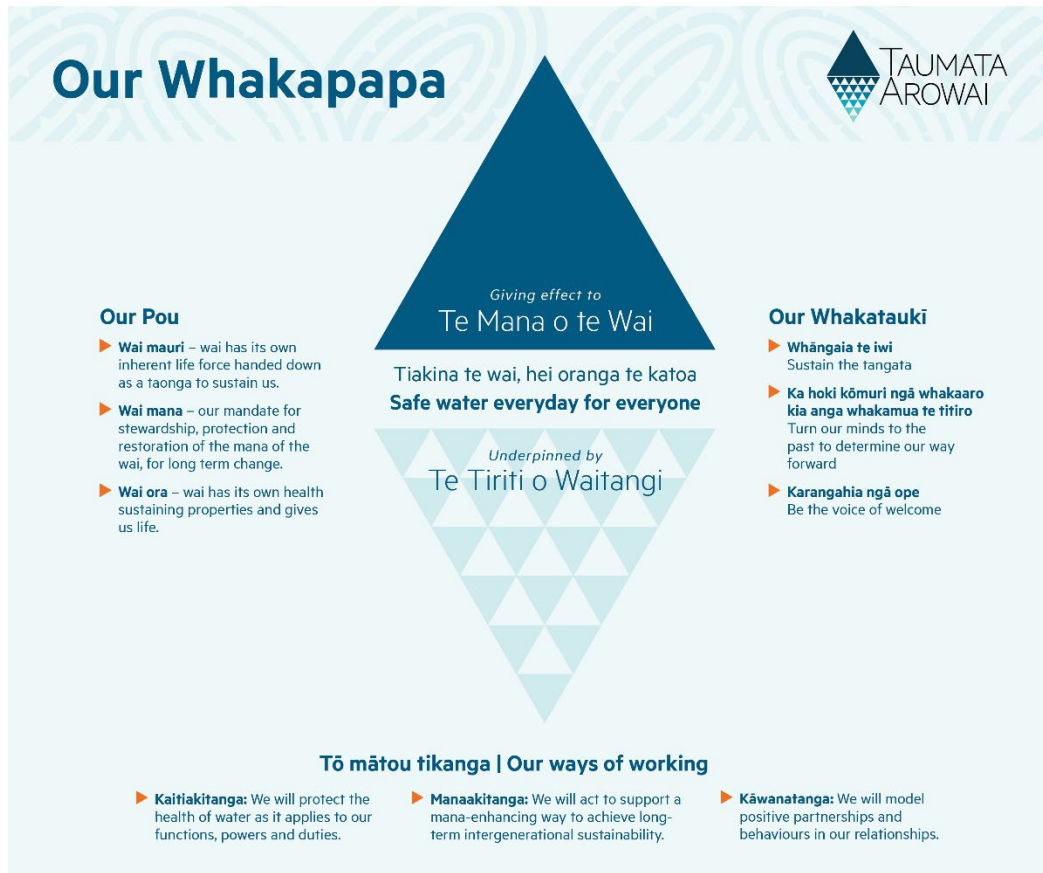 Our Whakapapa
TAUMATA
AROWAI
Giving effect to
Te Mana o te Wai
Tiakina te wai, hei oranga te katoa
Safe water everyday for everyone
Underpinned by
Te Tiriti o Waitangi
Our Pou
Wai mauri – wai has its own
inherent life force handed down
as a taonga to sustain us.
Wai mana – our mandate for
stewardship, protection and
restoration of the mana of the
wai, for long term change.
Wai ora – wai has its own health
sustaining properties and gives
us life.
Our Whakataukī
Whāngaia te iwi
Sustain the tangata
Ka hoki kōmuri ngā whakaaro
kia anga whakamua te titiro
Turn our minds to the
past to determine our way
forward
Karangahia ngā ope
Be the voice of welcome
Tō mātou tikanga | Our ways of working
Kaitiakitanga: We will protect the
health of water as it applies to our
functions, powers and duties.
Manaakitanga: We will act to support a
mana-enhancing way to achieve long-
term intergenerational sustainability.
Kāwanatanga: We will model
positive partnerships and
behaviours in our relationships.